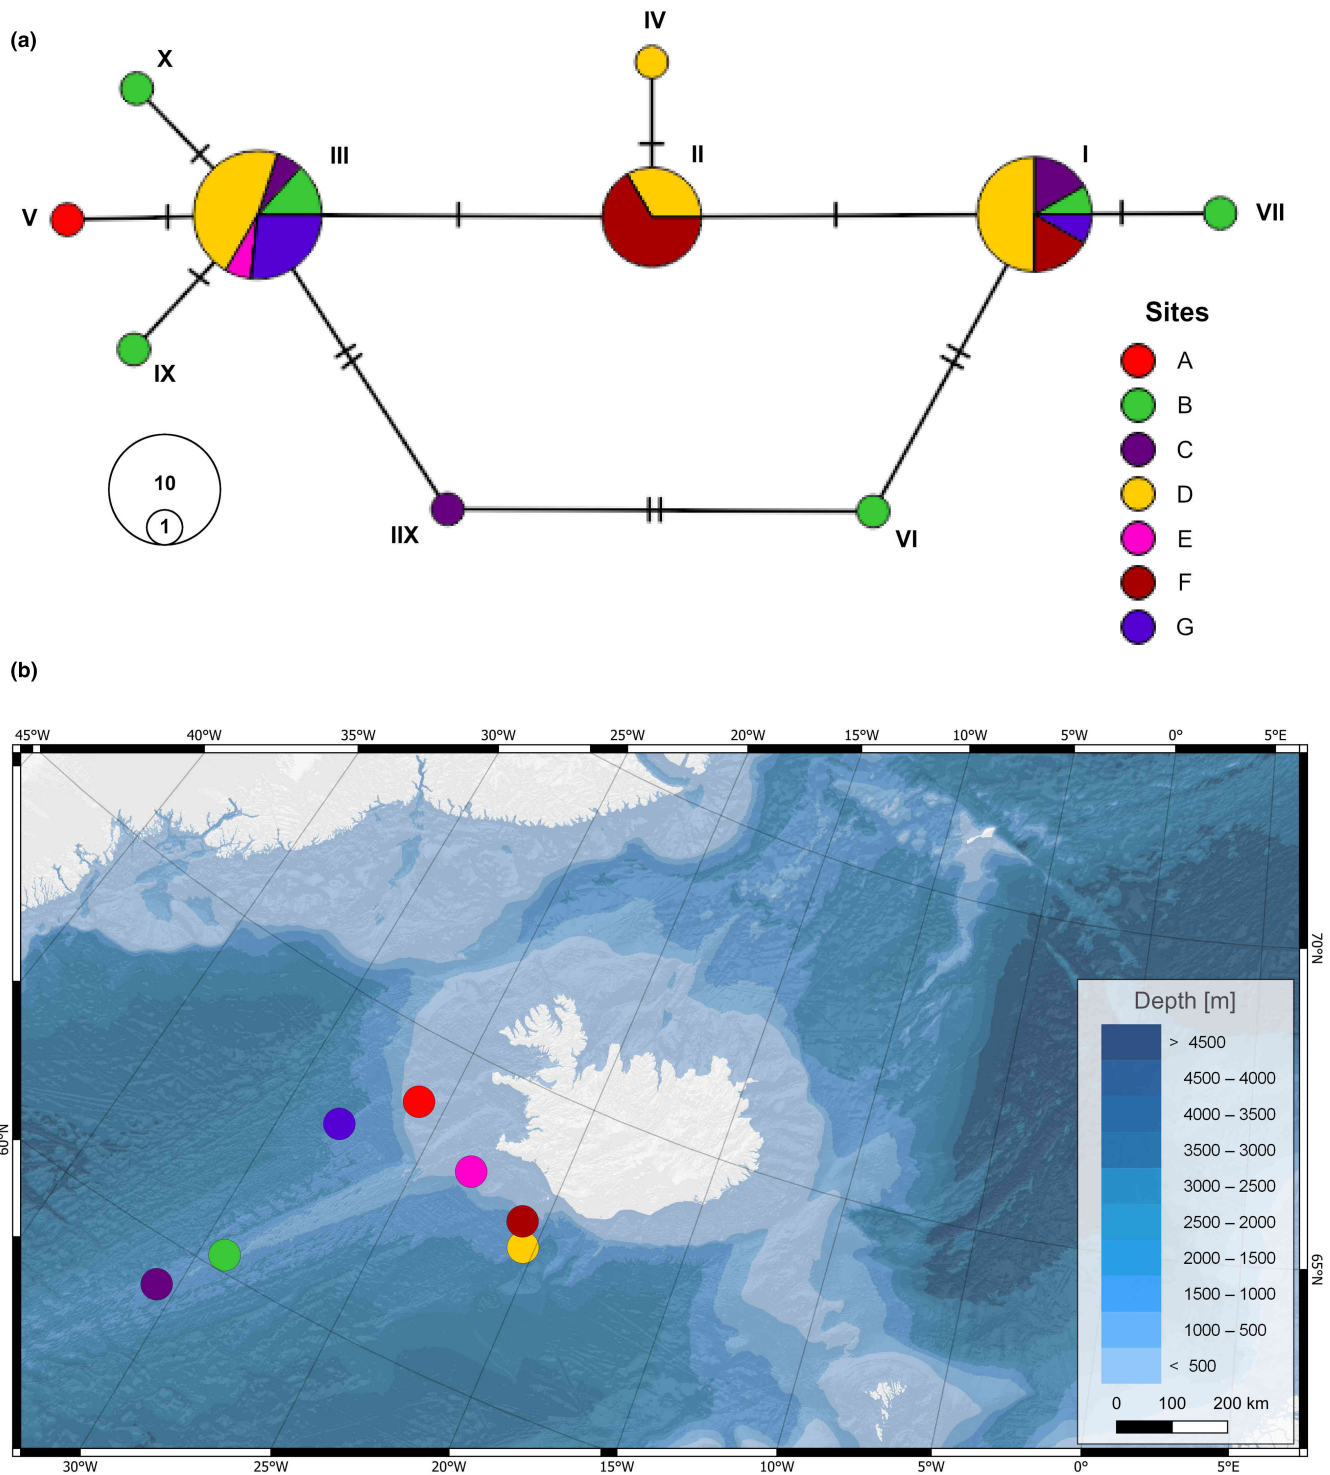 (a)
IV
X
III
II
I
V
VII
IX
Sites
A
B
C
D
E
F
G
10
1
IIX
VI
(b)
45°W 40°W 35°W 30°W 25°W 20°W 15°W 10°W 5°W 0° 5°E
70°N
60°N
65°N
Depth [m]
> 4500
4500 – 4000
4000 – 3500
3500 – 3000
3000 – 2500
2500 – 2000
2000 – 1500
1500 – 1000
1000 – 500
< 500
0 100 200 km
30°W 25°W 20°W 15°W 10°W 5°W 0° 5°E